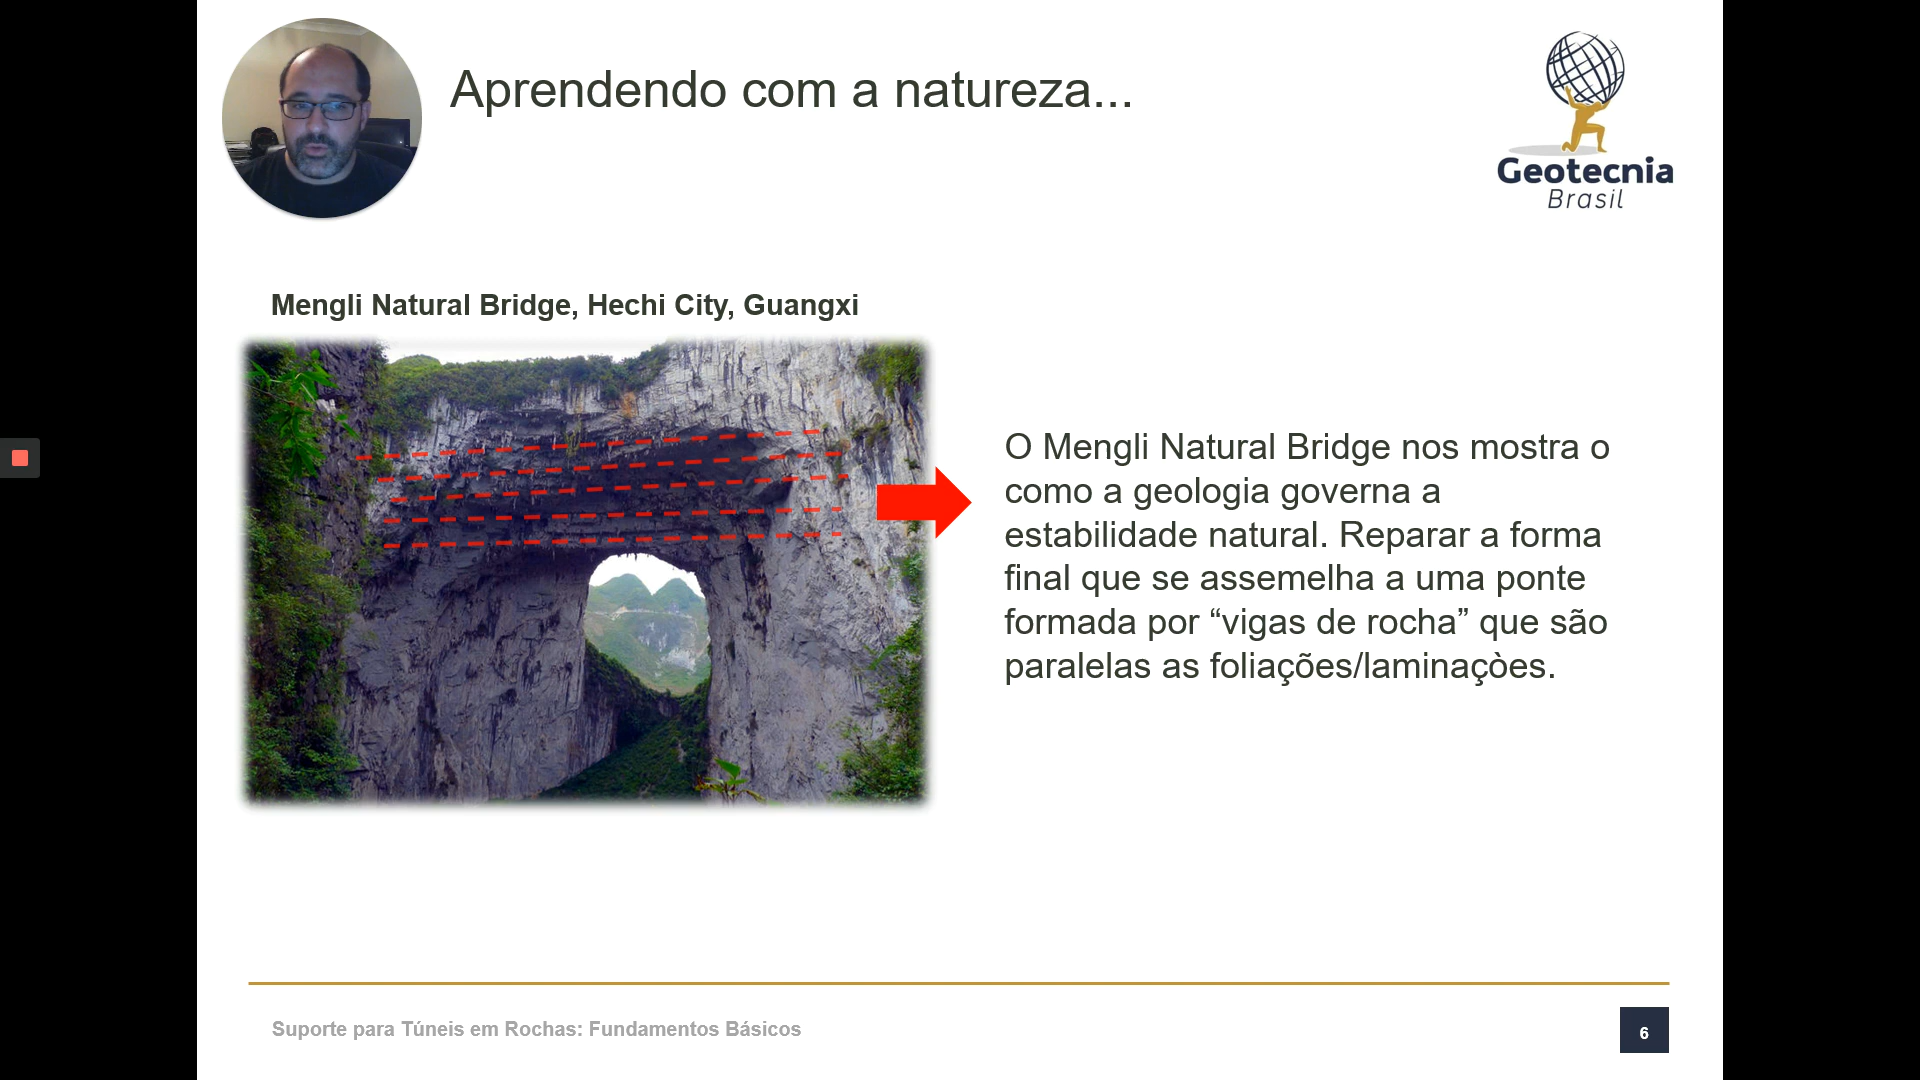 Aprendendo com a natureza...
Geotecnia
Brasil
Mengli Natural Bridge, Hechi City, Guangxi
O Mengli Natural Bridge nos mostra o
como a geologia governa a
estabilidade natural. Reparar a forma
final que se assemelha a uma ponte
formada por “vigas de rocha” que são
paralelas as foliações/laminaçòes.
Suporte para Túneis em Rochas: Fundamentos Básicos
6